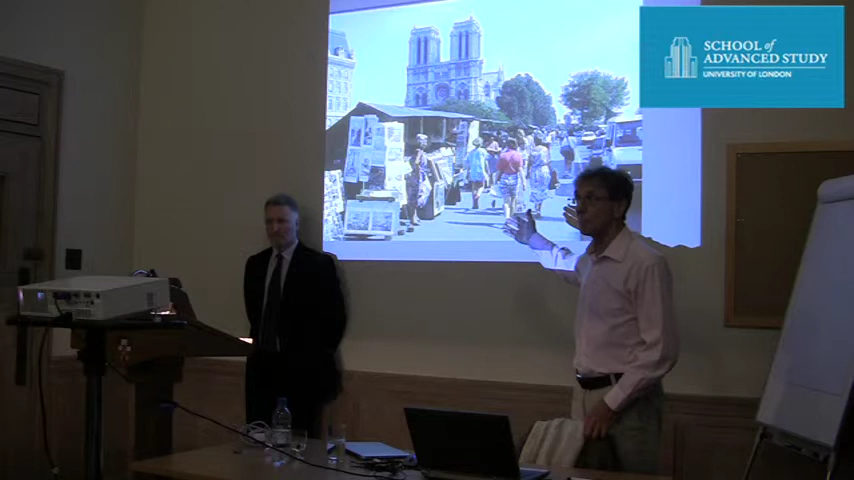 SCHOOL of
ADVANCED STUDY
UNIVERSITY OF LONDON